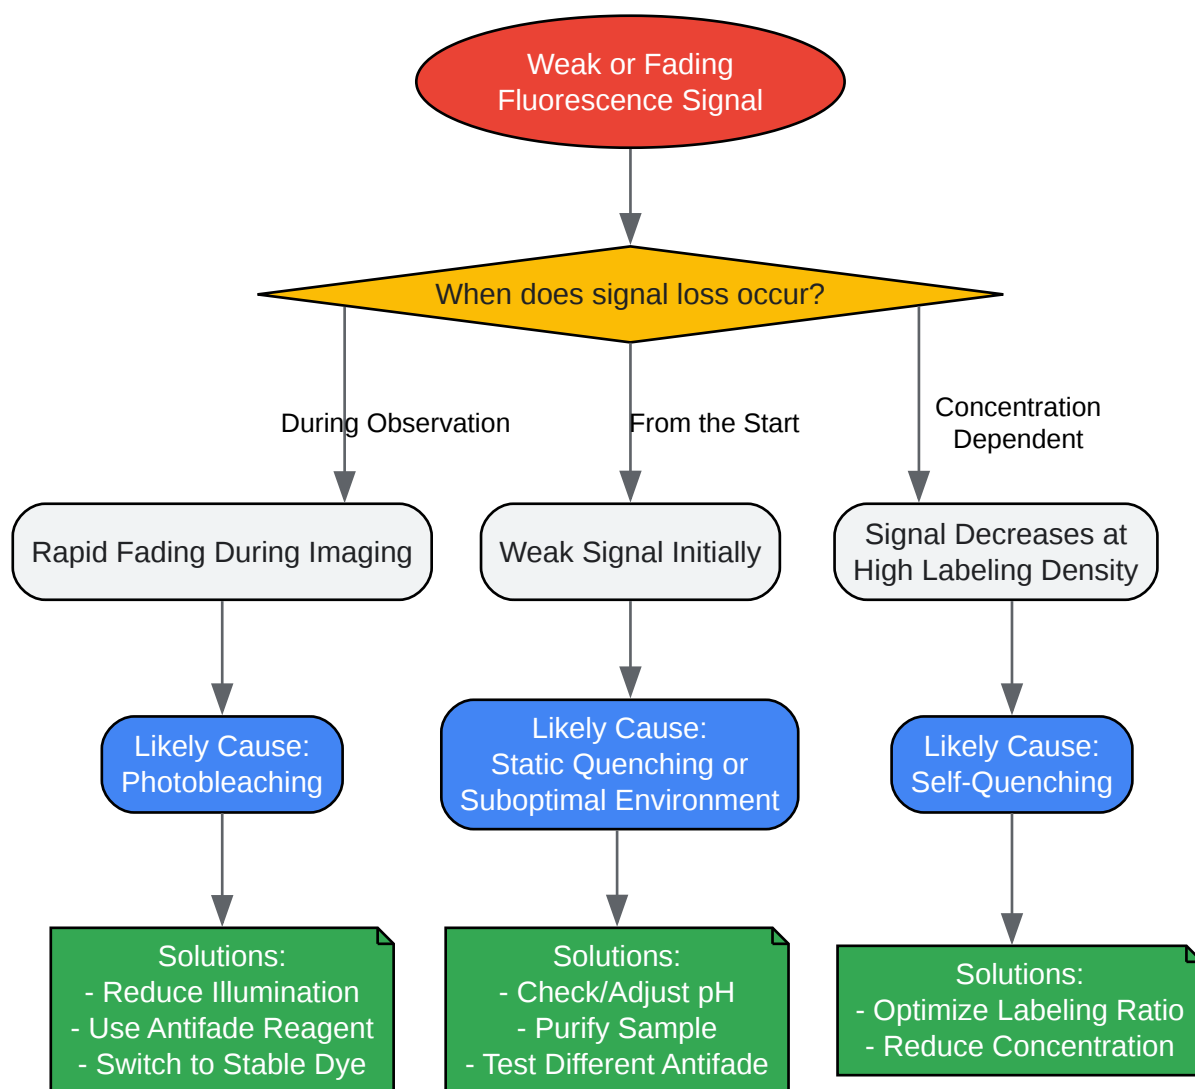 Weak or Fading
Fluorescence Signal
When does signal loss occur?
During Observation
From the Start
Concentration
Dependent
Rapid Fading During Imaging
Weak Signal Initially
Signal Decreases at
High Labeling Density
Likely Cause:
Photobleaching
Likely Cause:
Static Quenching or
Suboptimal Environment
Likely Cause:
Self-Quenching
Solutions:
- Reduce Illumination
- Use Antifade Reagent
- Switch to Stable Dye
Solutions:
- Check/Adjust pH
- Purify Sample
- Test Different Antifade
Solutions:
- Optimize Labeling Ratio
- Reduce Concentration